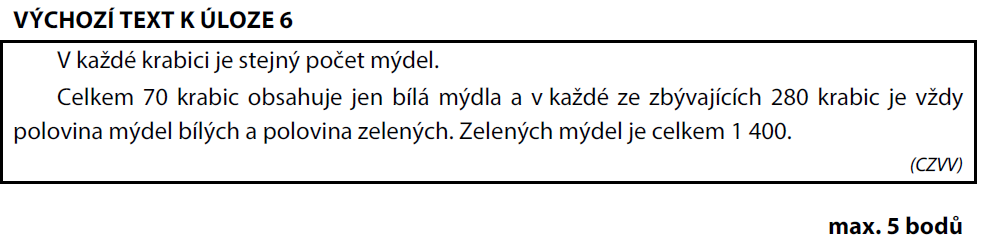 VÝCHOZÍ TEXT K ÚLOZE 6
V každé krabici je stejný počet mýdel.
Celkem 70 krabic obsahuje jen bílá mýdla a v každé ze zbývajících 280 krabic je vždy
polovina mýdel bílých a polovina zelených. Zelených mýdel je celkem 1 400.
(CZVV)
max. 5 bodů